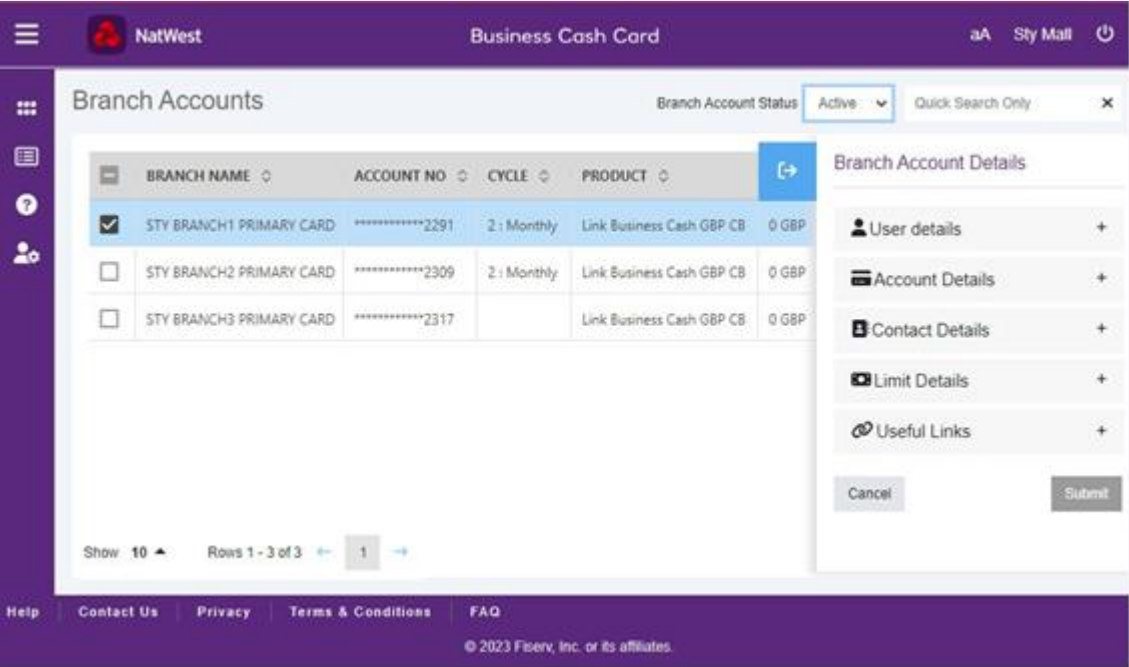 NatWest
Business Cash Card
aA Sty Mall
Branch Accounts
Branch Account Status Active Quick Search Only
BRANCH NAME ACCOUNT NO CYCLE PRODUCT
STY BRANCH1 PRIMARY CARD ************2291 2 : Monthly Link Business Cash GBP CB 0 GBP
STY BRANCH2 PRIMARY CARD ************2309 2 : Monthly Link Business Cash GBP CB 0 GBP
STY BRANCH3 PRIMARY CARD ************2317 Link Business Cash GBP CB 0 GBP
Branch Account Details
User details +
Account Details +
Contact Details +
Limit Details +
Useful Links +
Cancel Submit
Show 10 Rows 1 - 3 of 3 1
Help Contact Us Privacy Terms & Conditions FAQ
© 2023 Fiserv, Inc. or its affiliates.